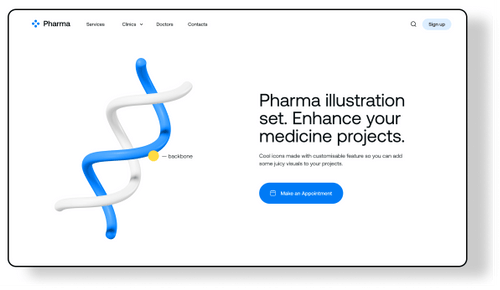 Pharma
Services
Clinics
Doctors
Contacts
Sign up
Pharma illustration
set. Enhance your
medicine projects.
— backbone
Cool icons made with customisable feature so you can add
some juicy visuals to your projects.
Make an Appointment